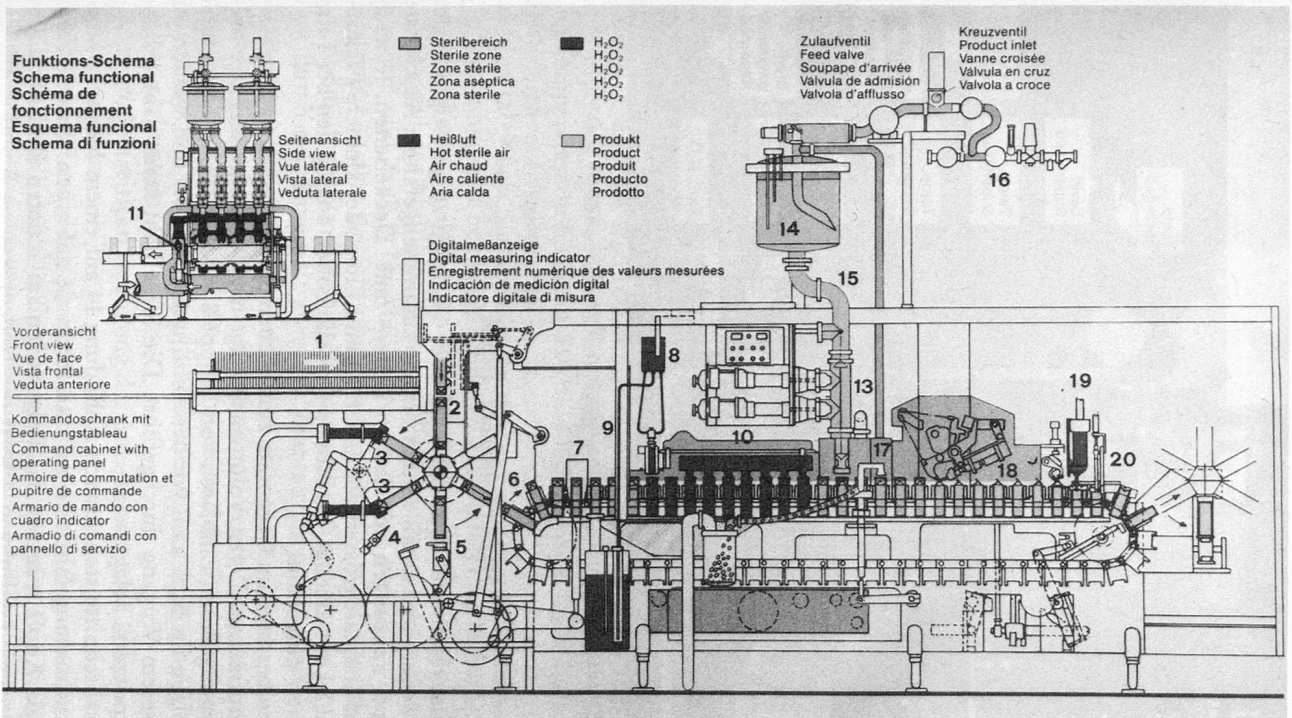 Funktions-Schema
Schema functional
Schéma de
fonctionnement
Esquema funcional
Schema di funzioni
Seitenansicht
Side view
Vue latérale
Vista lateral
Veduta laterale
11
Sterilbereich
Sterile zone
Zone stérile
Zona aséptica
Zona sterile
H₂O₂
H₂O₂
H₂O₂
H₂O₂
H₂O₂
Heißluft
Hot sterile air
Air chaud
Aire caliente
Aria calda
Produkt
Product
Produit
Producto
Prodotto
Zulaufventil
Feed valve
Soupape d'arrivée
Válvula de admisión
Valvola d'afflusso
Kreuzventil
Product inlet
Vanne croisée
Válvula en cruz
Valvola a croce
16
14
15
Digitalmeßanzeige
Digital measuring indicator
Enregistrement numérique des valeurs mesurées
Indicación de medición digital
Indicatore digitale di misura
Vorderansicht
Front view
Vue de face
Vista frontal
Veduta anteriore
Kommandoschrank mit
Bedienungstableau
Command cabinet with
operating panel
Armoire de commutation et
pupitre de commande
Armario de mando con
cuadro indicator
Armadio di comandi con
pannello di servizio
1
2
3
3
4
5
6
7
8
9
10
13
17
18
19
20